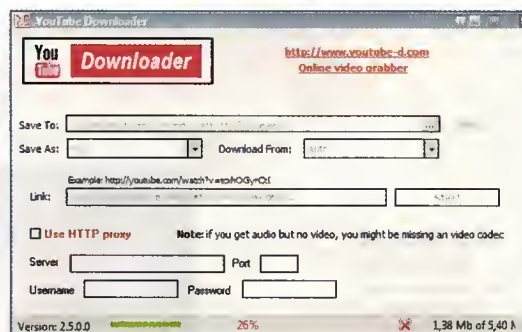 YouTube Downloader
You Tube Downloader
http://www.youtube-d.com
Online video grabber
Save To: ...
Save As: Download From:
Example: http://youtube.com/watch?v=
Link:
Use HTTP proxy Note: if you get audio but no video, you might be missing an video codec
Server Port
Username Password
Version: 2.5.0.0 26% 1,38 Mb of 5,40